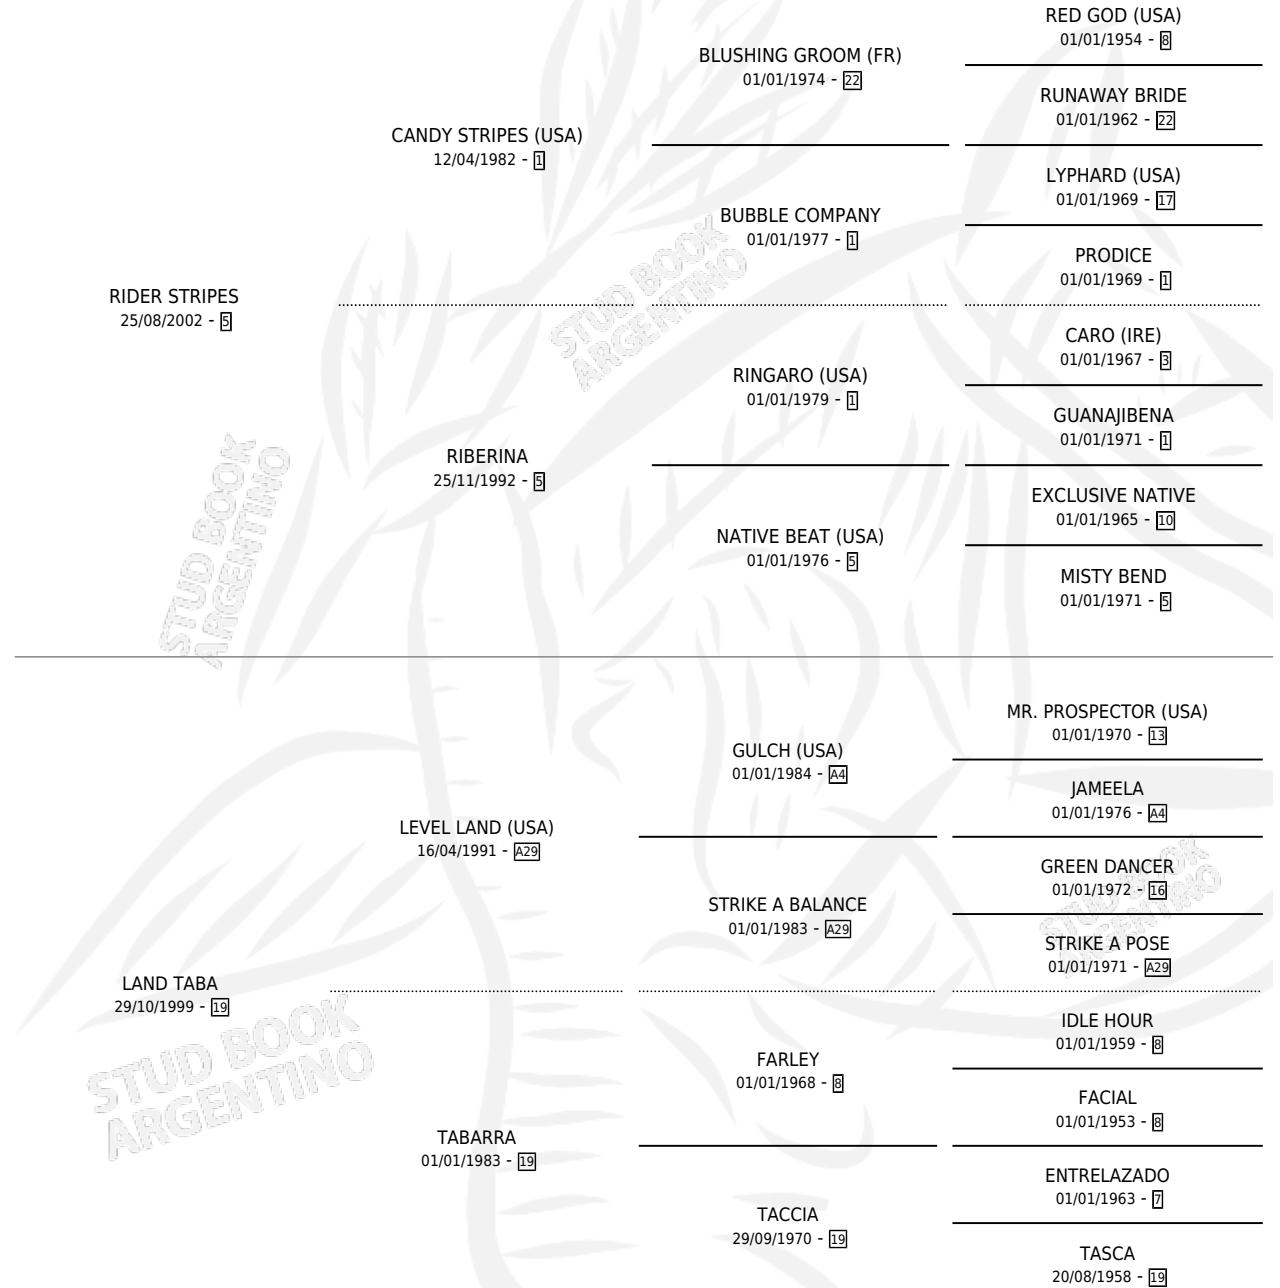 RED GOD (USA)
01/01/1954 - 8
BLUSHING GROOM (FR)
01/01/1974 - 22
RUNAWAY BRIDE
01/01/1962 - 22
CANDY STRIPES (USA)
12/04/1982 - 1
LYPHARD (USA)
01/01/1969 - 17
BUBBLE COMPANY
01/01/1977 - 1
PRODICE
01/01/1969 - 1
RIDER STRIPES
25/08/2002 - 5
STUD BOOK
ARGENTINO
CARO (IRE)
01/01/1967 - 3
RINGARO (USA)
01/01/1979 - 1
GUANAJIBENA
01/01/1971 - 1
RIBERINA
25/11/1992 - 5
EXCLUSIVE NATIVE
01/01/1965 - 10
NATIVE BEAT (USA)
01/01/1976 - 5
MISTY BEND
01/01/1971 - 5
STUD BOOK
ARGENTINO
MR. PROSPECTOR (USA)
01/01/1970 - 13
GULCH (USA)
01/01/1984 - A4
JAMEELA
01/01/1976 - A4
LEVEL LAND (USA)
16/04/1991 - A29
GREEN DANCER
01/01/1972 - 16
STRIKE A BALANCE
01/01/1983 - A29
STUD BOOK
ARGENTINO
STRIKE A POSE
01/01/1971 - A29
LAND TABA
29/10/1999 - 19
IDLE HOUR
01/01/1959 - 8
FARLEY
01/01/1968 - 8
STUD BOOK
ARGENTINO
FACIAL
01/01/1953 - 8
TABARRA
01/01/1983 - 19
ENTRELAZADO
01/01/1963 - 7
TACCIA
29/09/1970 - 19
TASCA
20/08/1958 - 19